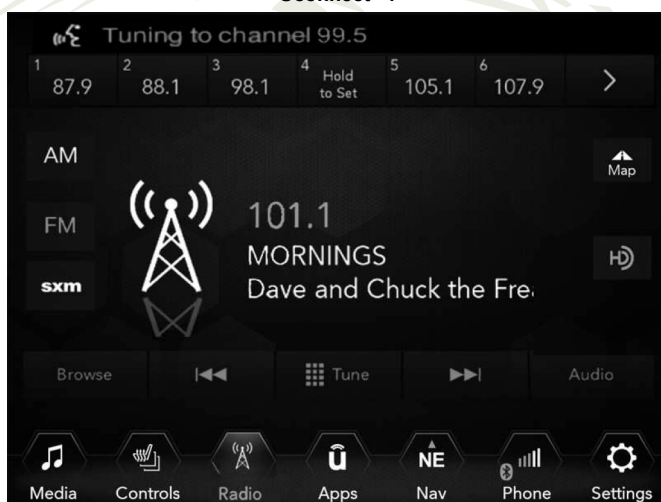 Tuning to channel 99.5
1 87.9 2 88.1 3 98.1 4 Hold to Set 5 105.1 6 107.9
AM
Map
FM
101.1
MORNINGS
HD
sxm
Dave and Chuck the Fre
Browse Tune Audio
û NE
Media Controls Radio Apps Nav Phone Settings